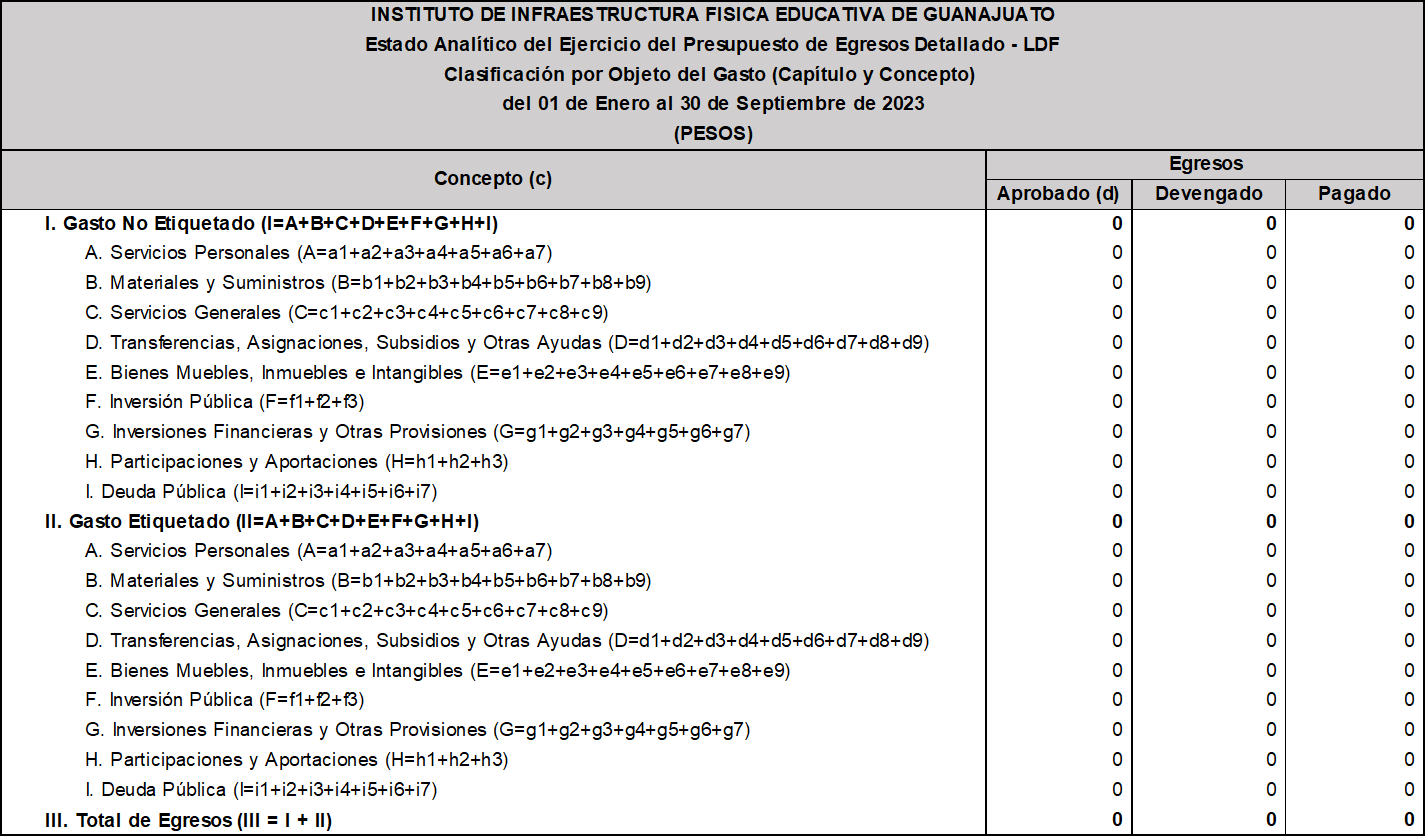 INSTITUTO DE INFRAESTRUCTURA FISICA EDUCATIVA DE GUANAJUATO
Estado Analítico del Ejercicio del Presupuesto de Egresos Detallado - LDF
Clasificación por Objeto del Gasto (Capítulo y Concepto)
del 01 de Enero al 30 de Septiembre de 2023
(PESOS)
Concepto (c) Egresos
Aprobado (d) Devengado Pagado
I. Gasto No Etiquetado (I=A+B+C+D+E+F+G+H+I) 0 0 0
A. Servicios Personales (A=a1+a2+a3+a4+a5+a6+a7) 0 0 0
B. Materiales y Suministros (B=b1+b2+b3+b4+b5+b6+b7+b8+b9) 0 0 0
C. Servicios Generales (C=c1+c2+c3+c4+c5+c6+c7+c8+c9) 0 0 0
D. Transferencias, Asignaciones, Subsidios y Otras Ayudas (D=d1+d2+d3+d4+d5+d6+d7+d8+d9) 0 0 0
E. Bienes Muebles, Inmuebles e Intangibles (E=e1+e2+e3+e4+e5+e6+e7+e8+e9) 0 0 0
F. Inversión Pública (F=f1+f2+f3) 0 0 0
G. Inversiones Financieras y Otras Provisiones (G=g1+g2+g3+g4+g5+g6+g7) 0 0 0
H. Participaciones y Aportaciones (H=h1+h2+h3) 0 0 0
I. Deuda Pública (I=i1+i2+i3+i4+i5+i6+i7) 0 0 0
II. Gasto Etiquetado (II=A+B+C+D+E+F+G+H+I) 0 0 0
A. Servicios Personales (A=a1+a2+a3+a4+a5+a6+a7) 0 0 0
B. Materiales y Suministros (B=b1+b2+b3+b4+b5+b6+b7+b8+b9) 0 0 0
C. Servicios Generales (C=c1+c2+c3+c4+c5+c6+c7+c8+c9) 0 0 0
D. Transferencias, Asignaciones, Subsidios y Otras Ayudas (D=d1+d2+d3+d4+d5+d6+d7+d8+d9) 0 0 0
E. Bienes Muebles, Inmuebles e Intangibles (E=e1+e2+e3+e4+e5+e6+e7+e8+e9) 0 0 0
F. Inversión Pública (F=f1+f2+f3) 0 0 0
G. Inversiones Financieras y Otras Provisiones (G=g1+g2+g3+g4+g5+g6+g7) 0 0 0
H. Participaciones y Aportaciones (H=h1+h2+h3) 0 0 0
I. Deuda Pública (I=i1+i2+i3+i4+i5+i6+i7) 0 0 0
III. Total de Egresos (III = I + II) 0 0 0